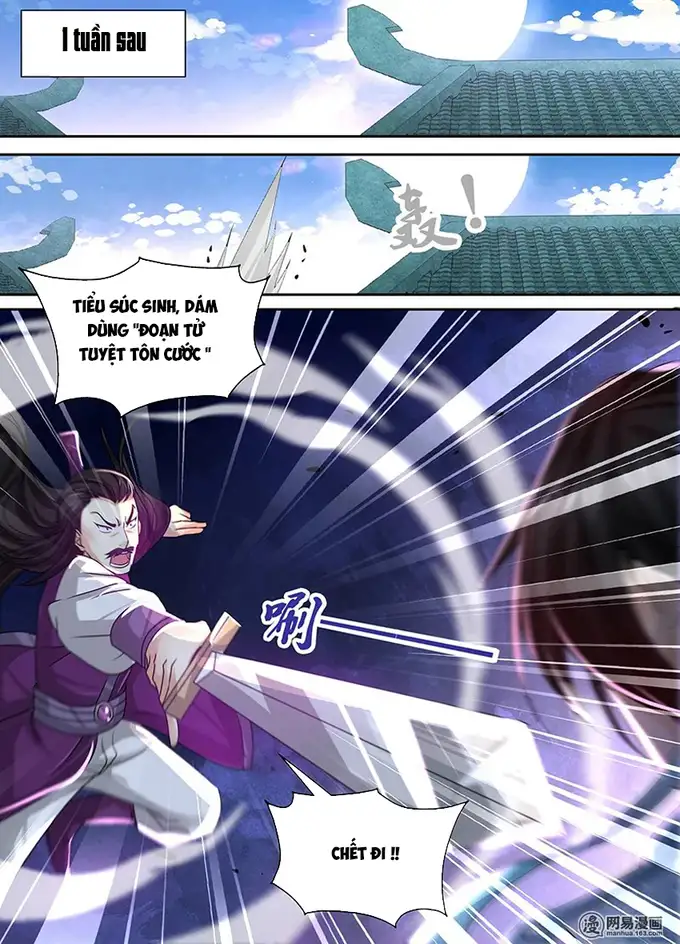 1 tuần sau
轰!
TIỂU SÚC SINH, DÁM
DÙNG "ĐOẠN TỬ
TUYỆT TÔN CƯỚC"
唰——
CHẾT ĐI !!
网易漫画
manhua.163.com